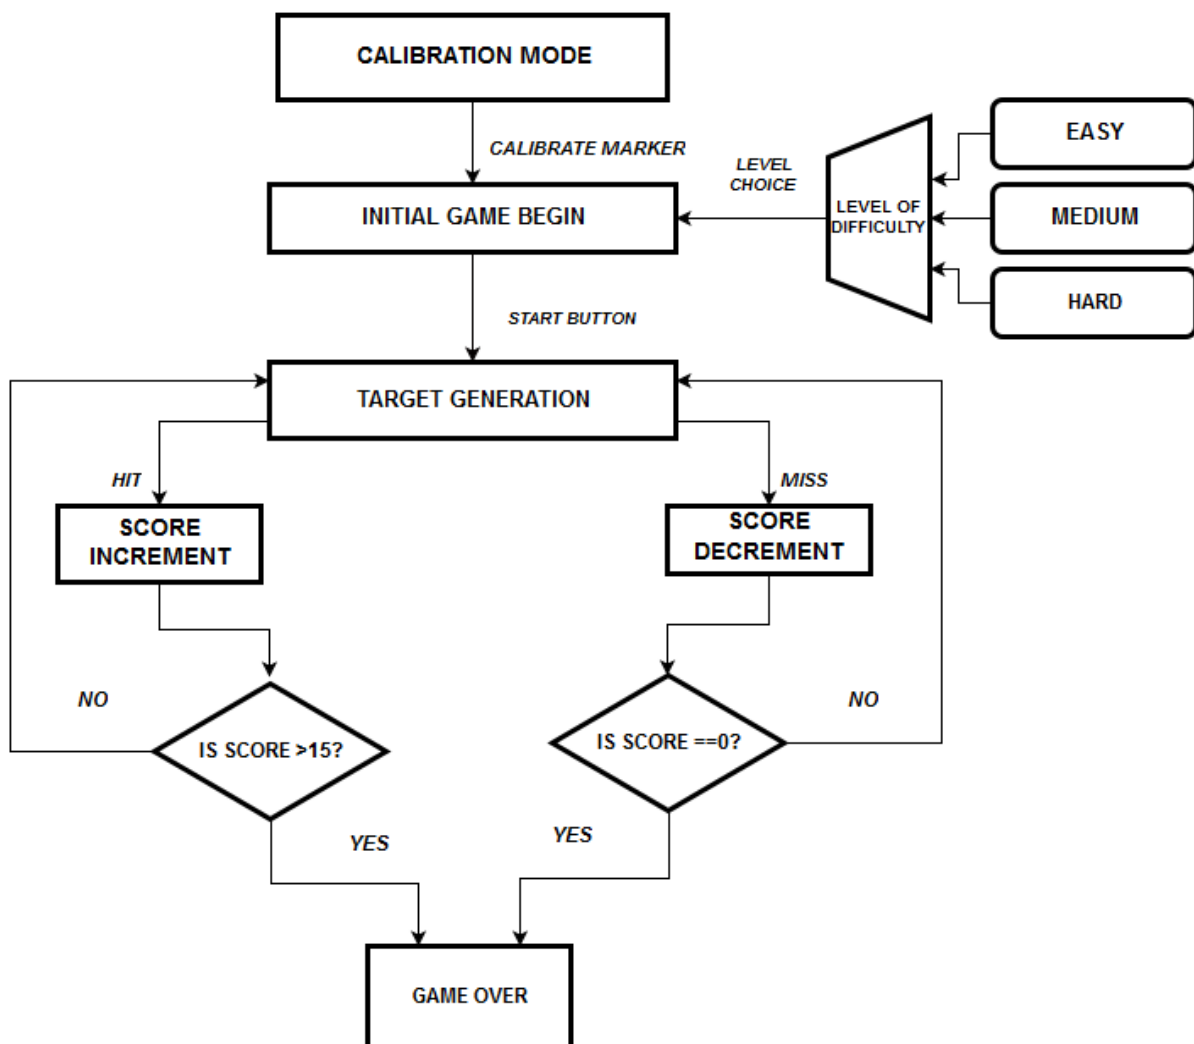 CALIBRATION MODE
CALIBRATE MARKER
LEVEL
CHOICE
EASY
INITIAL GAME BEGIN
LEVEL OF
DIFFICULTY
MEDIUM
HARD
START BUTTON
TARGET GENERATION
HIT
MISS
SCORE
INCREMENT
SCORE
DECREMENT
NO
NO
IS SCORE >15?
IS SCORE ==0?
YES
YES
GAME OVER